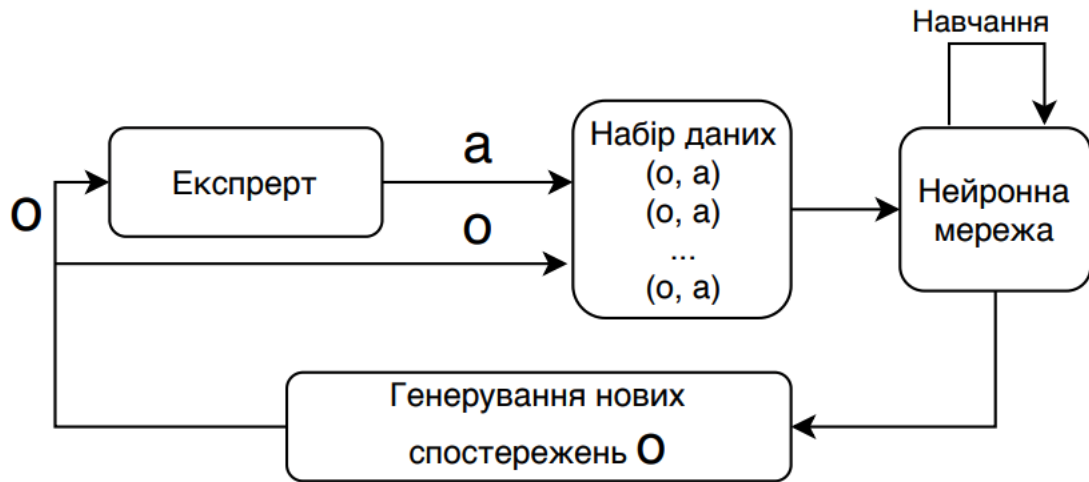 Навчання
Експрерт
a
o
o
Набір даних
(o, a)
(o, a)
...
(o, a)
Нейронна
мережа
Генерування нових
спостережень o